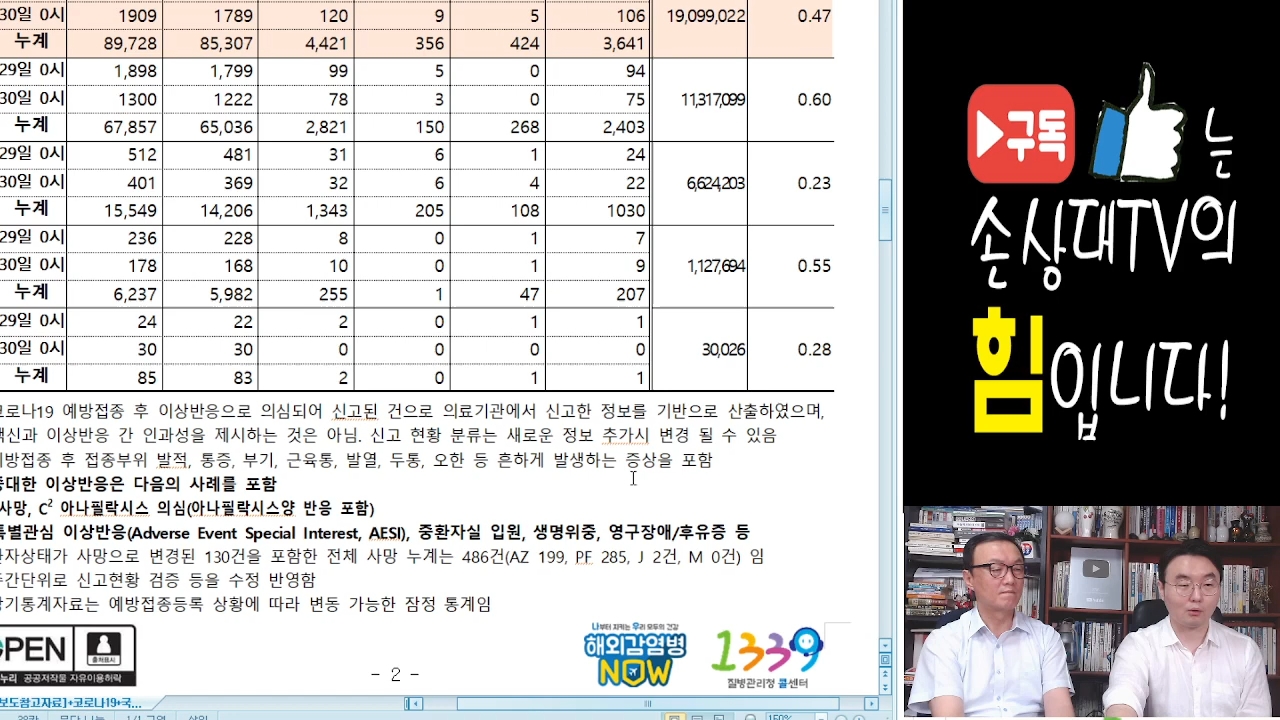 30일 0시 1909 1789 120 9 5 106 19,099,022 0.47
누계 89,728 85,307 4,421 356 424 3,641
29일 0시 1,898 1,799 99 5 0 94
30일 0시 1300 1222 78 3 0 75 11,317,099 0.60
누계 67,857 65,036 2,821 150 268 2,403
29일 0시 512 481 31 6 1 24
30일 0시 401 369 32 6 4 22 6,624,203 0.23
누계 15,549 14,206 1,343 205 108 1030
29일 0시 236 228 8 0 1 7
30일 0시 178 168 10 0 1 9 1,127,694 0.55
누계 6,237 5,982 255 1 47 207
29일 0시 24 22 2 0 1 1
30일 0시 30 30 0 0 0 0 30,026 0.28
누계 85 83 2 0 1 1
코로나19 예방접종 후 이상반응으로 의심되어 신고된 건으로 의료기관에서 신고한 정보를 기반으로 산출하였으며,
백신과 이상반응 간 인과성을 제시하는 것은 아님. 신고 현황 분류는 새로운 정보 추가시 변경 될 수 있음
예방접종 후 접종부위 발적, 통증, 부기, 근육통, 발열, 두통, 오한 등 흔하게 발생하는 증상을 포함
중대한 이상반응은 다음의 사례를 포함
사망, C² 아나필락시스 의심(아나필락시스양 반응 포함)
특별관심 이상반응(Adverse Event Special Interest, AESI), 중환자실 입원, 생명위중, 영구장애/후유증 등
환자상태가 사망으로 변경된 130건을 포함한 전체 사망 누계는 486건(AZ 199, PF 285, J 2건, M 0건) 임
주간단위로 신고현황 검증 등을 수정 반영함
상기통계자료는 예방접종등록 상황에 따라 변동 가능한 잠정 통계임
OPEN 출처표시
누리 공공저작물 자유이용허락
- 2 -
나부터 지키는 우리 모두의 건강
해외감염병
NOW
1339
질병관리청 콜센터
보도참고자료]+코로나19+국...
150%
구독 는
손상대TV의
힘입니다!